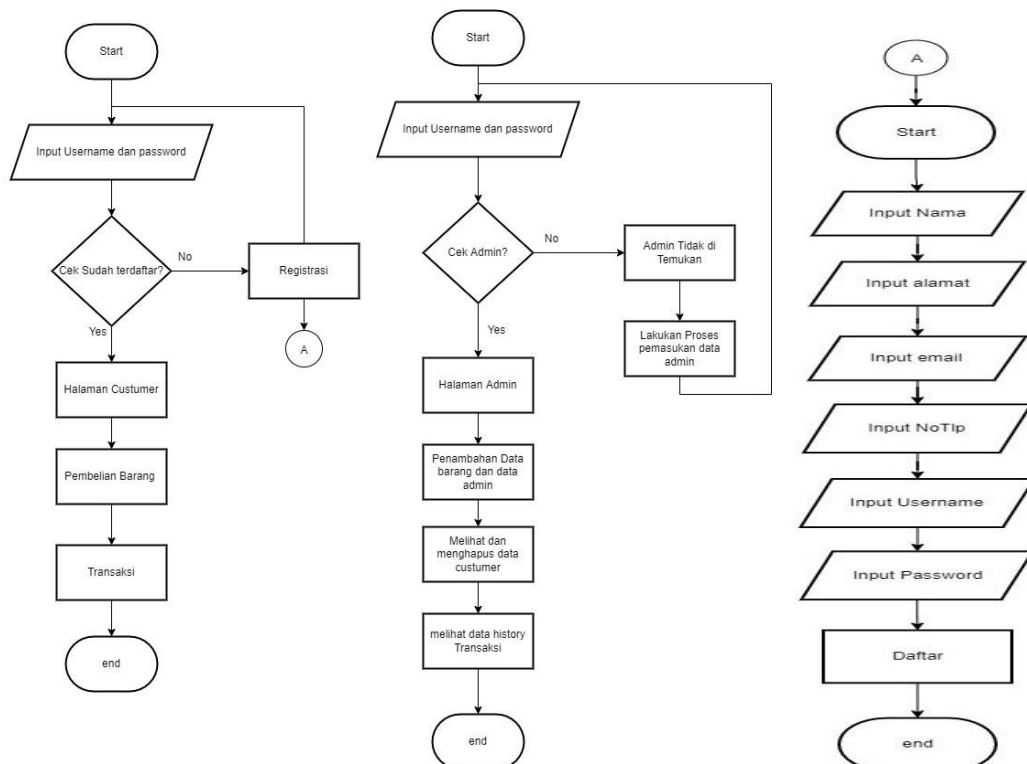 Start
Input Username dan password
Cek Sudah terdaftar?
No
Registrasi
A
Yes
Halaman Custumer
Pembelian Barang
Transaksi
end
Start
Input Username dan password
Cek Admin?
No
Admin Tidak di
Temukan
Lakukan Proses
pemasukan data
admin
Yes
Halaman Admin
Penambahan Data
barang dan data
admin
Melihat dan
menghapus data
custumer
melihat data history
Transaksi
end
A
Start
Input Nama
Input alamat
Input email
Input NoTlp
Input Username
Input Password
Daftar
end